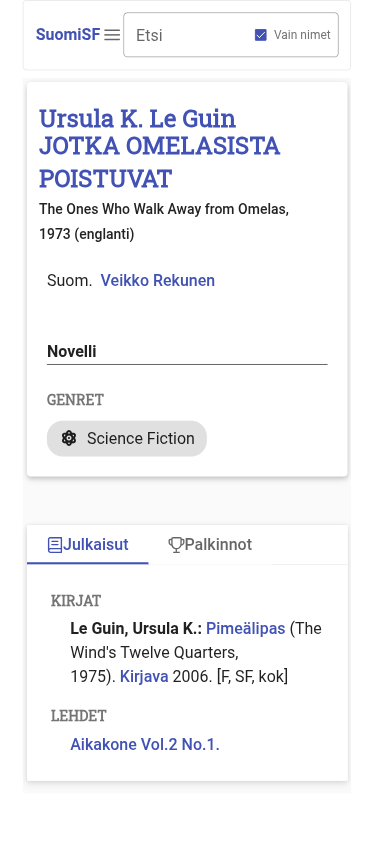 SuomiSF
Etsi
Vain nimet
Ursula K. Le Guin
JOTKA OMELASISTA
POISTUVAT
The Ones Who Walk Away from Omelas,
1973 (englanti)
Suom. Veikko Rekunen
Novelli
GENRET
Science Fiction
Julkaisut
Palkinnot
KIRJAT
Le Guin, Ursula K.: Pimeälipas (The
Wind's Twelve Quarters,
1975). Kirjava 2006. [F, SF, kok]
LEHDET
Aikakone Vol.2 No.1.